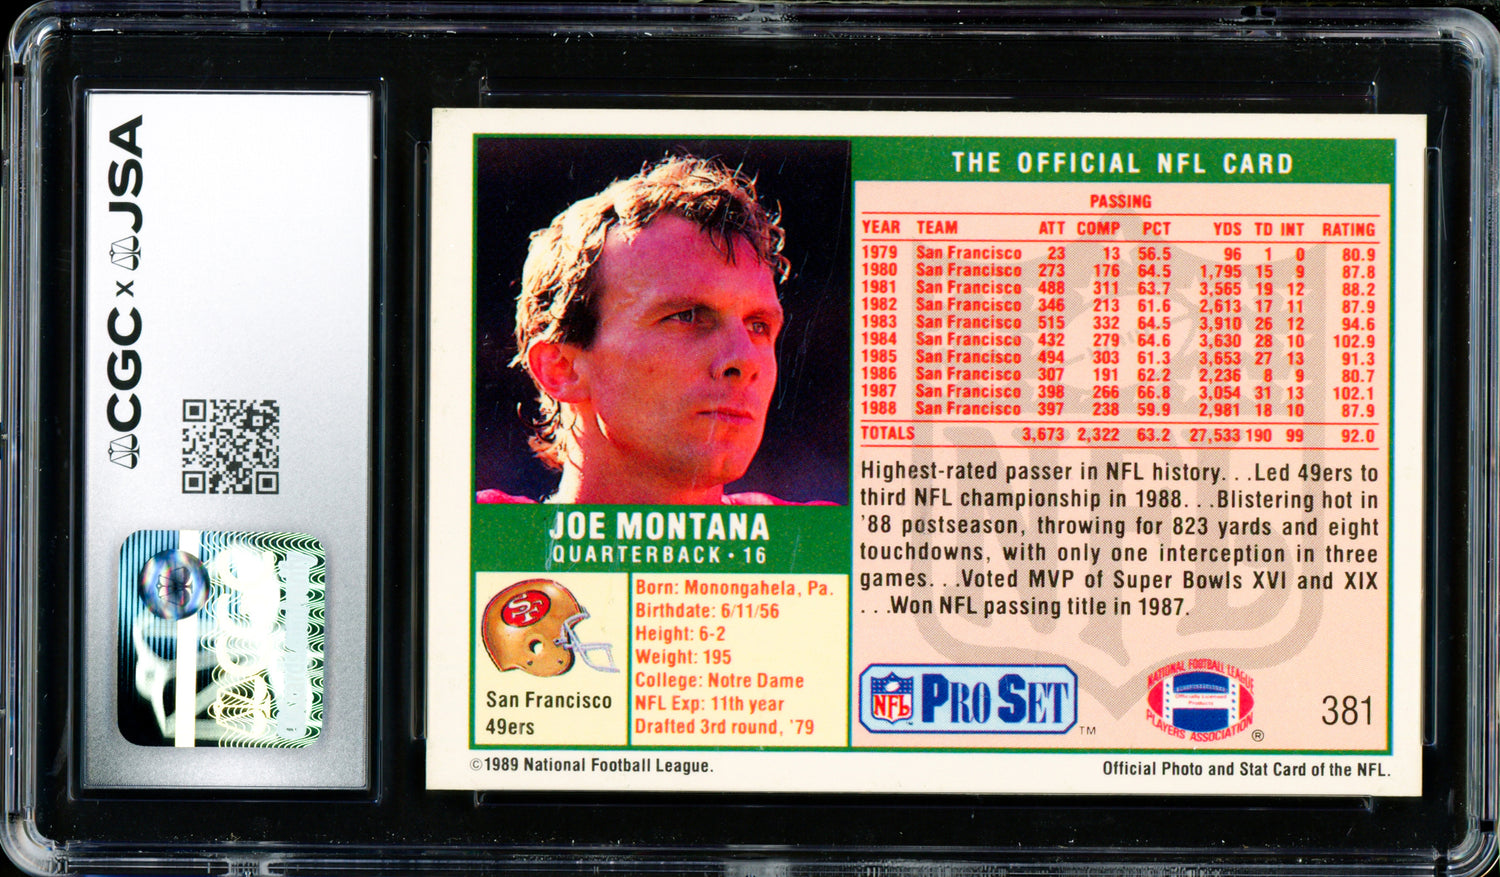 CGC x JSA
THE OFFICIAL NFL CARD
PASSING
YEAR TEAM ATT COMP PCT YDS TD INT RATING
1979 San Francisco 23 13 56.5 96 1 0 80.9
1980 San Francisco 273 176 64.5 1,795 15 9 87.8
1981 San Francisco 488 311 63.7 3,565 19 12 88.2
1982 San Francisco 346 213 61.6 2,613 17 11 87.9
1983 San Francisco 515 332 64.5 3,910 26 12 94.6
1984 San Francisco 432 279 64.6 3,630 28 10 102.9
1985 San Francisco 494 303 61.3 3,653 27 13 91.3
1986 San Francisco 307 191 62.2 2,236 8 9 80.7
1987 San Francisco 398 266 66.8 3,054 31 13 102.1
1988 San Francisco 397 238 59.9 2,981 18 10 87.9
TOTALS 3,673 2,322 63.2 27,533 190 99 92.0
Highest-rated passer in NFL history. . .Led 49ers to
third NFL championship in 1988. . .Blistering hot in
'88 postseason, throwing for 823 yards and eight
touchdowns, with only one interception in three
games. . .Voted MVP of Super Bowls XVI and XIX
. . .Won NFL passing title in 1987.
NFL
JOE MONTANA
QUARTERBACK • 16
SF
San Francisco
49ers
Born: Monongahela, Pa.
Birthdate: 6/11/56
Height: 6-2
Weight: 195
College: Notre Dame
NFL Exp: 11th year
Drafted 3rd round, '79
NFL PRO SET ™
NATIONAL FOOTBALL LEAGUE
Officially Licensed
Products
PLAYERS ASSOCIATION ®
381
©1989 National Football League.
Official Photo and Stat Card of the NFL.